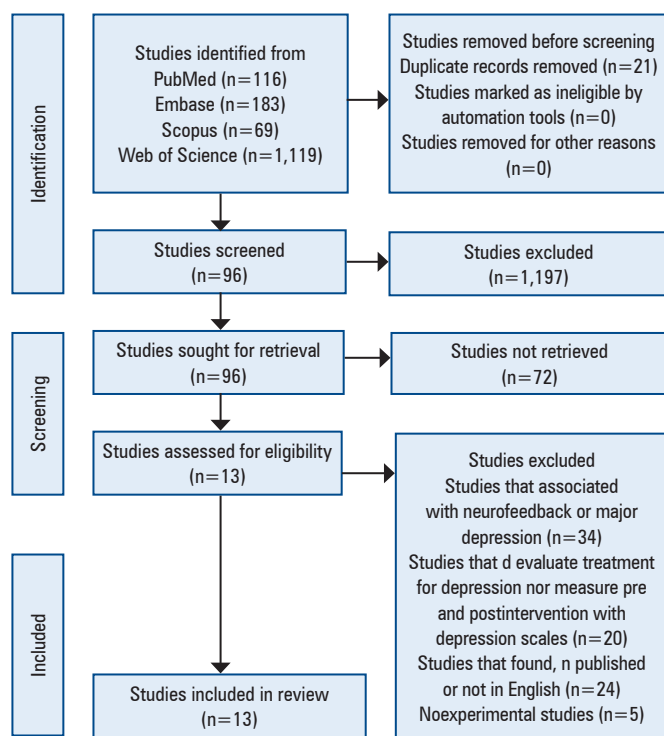 Identification
Studies identified from
PubMed (n=116)
Embase (n=183)
Scopus (n=69)
Web of Science (n=1,119)
Studies removed before screening
Duplicate records removed (n=21)
Studies marked as ineligible by
automation tools (n=0)
Studies removed for other reasons
(n=0)
Studies screened
(n=96)
Studies excluded
(n=1,197)
Screening
Studies sought for retrieval
(n=96)
Studies not retrieved
(n=72)
Studies assessed for eligibility
(n=13)
Studies excluded
Studies that associated
with neurofeedback or major
depression (n=34)
Studies that d evaluate treatment
for depression nor measure pre
and postintervention with
depression scales (n=20)
Studies that found, n published
or not in English (n=24)
Noexperimental studies (n=5)
Included
Studies included in review
(n=13)